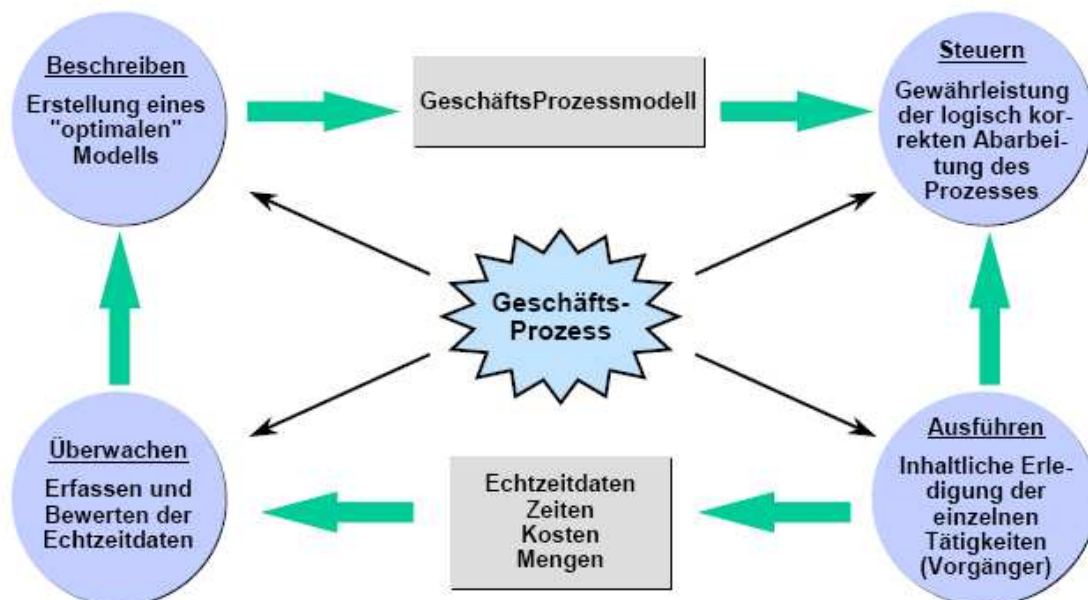 Beschreiben
Erstellung eines
"optimalen"
Modells
GeschäftsProzessmodell
Steuern
Gewährleistung
der logisch kor-
rekten Abarbei-
tung des
Prozesses
Geschäfts-
Prozess
Überwachen
Erfassen und
Bewerten der
Echtzeitdaten
Echtzeitdaten
Zeiten
Kosten
Mengen
Ausführen
Inhaltliche Erle-
digung der
einzelnen
Tätigkeiten
(Vorgänger)